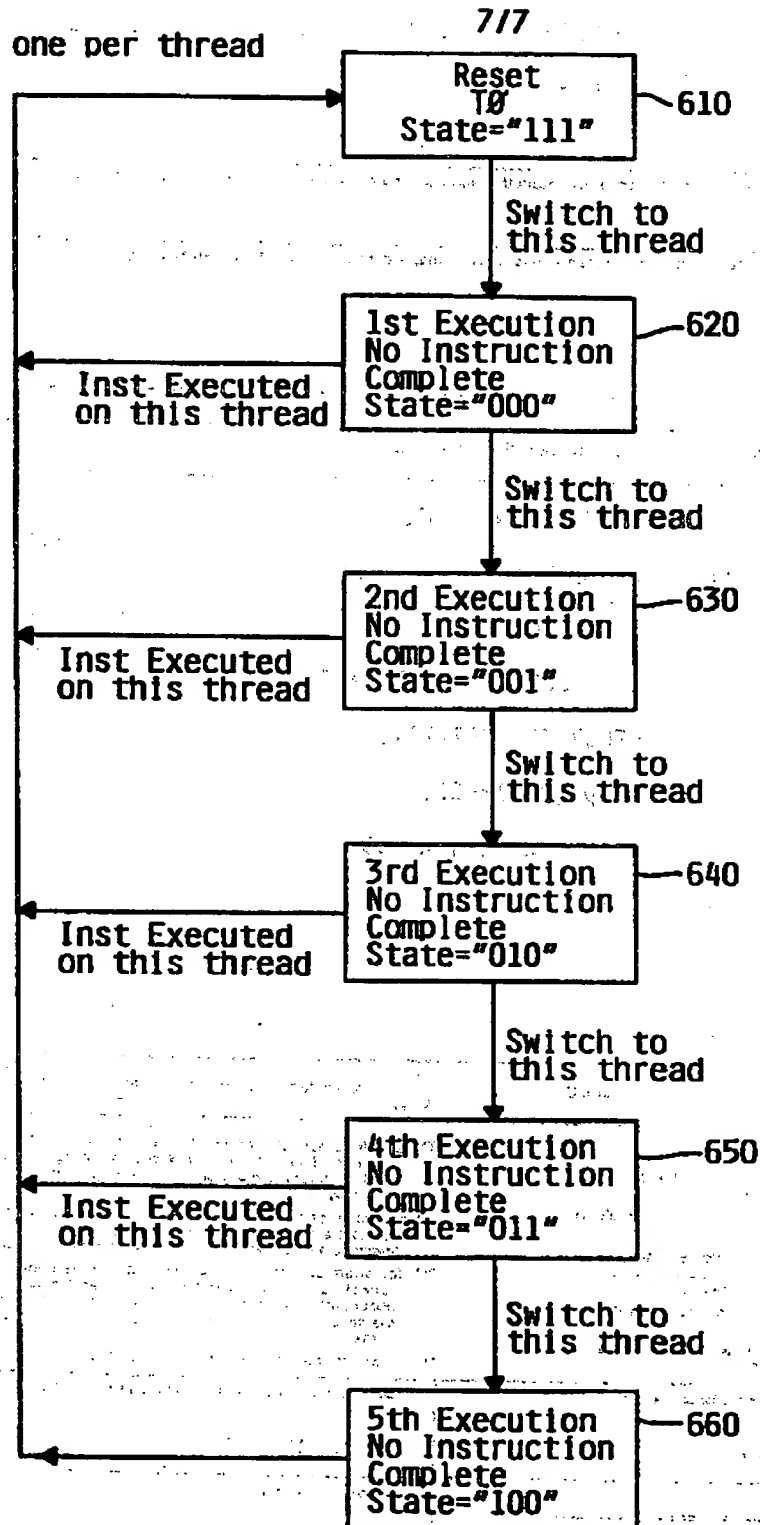 7/7
one per thread
Reset
TØ
State="111"
610
Switch to
this thread
1st Execution
No Instruction
Complete
State="000"
620
Inst Executed
on this thread
Switch to
this thread
2nd Execution
No Instruction
Complete
State="001"
630
Inst Executed
on this thread
Switch to
this thread
3rd Execution
No Instruction
Complete
State="010"
640
Inst Executed
on this thread
Switch to
this thread
4th Execution
No Instruction
Complete
State="011"
650
Inst Executed
on this thread
Switch to
this thread
5th Execution
No Instruction
Complete
State="100"
660